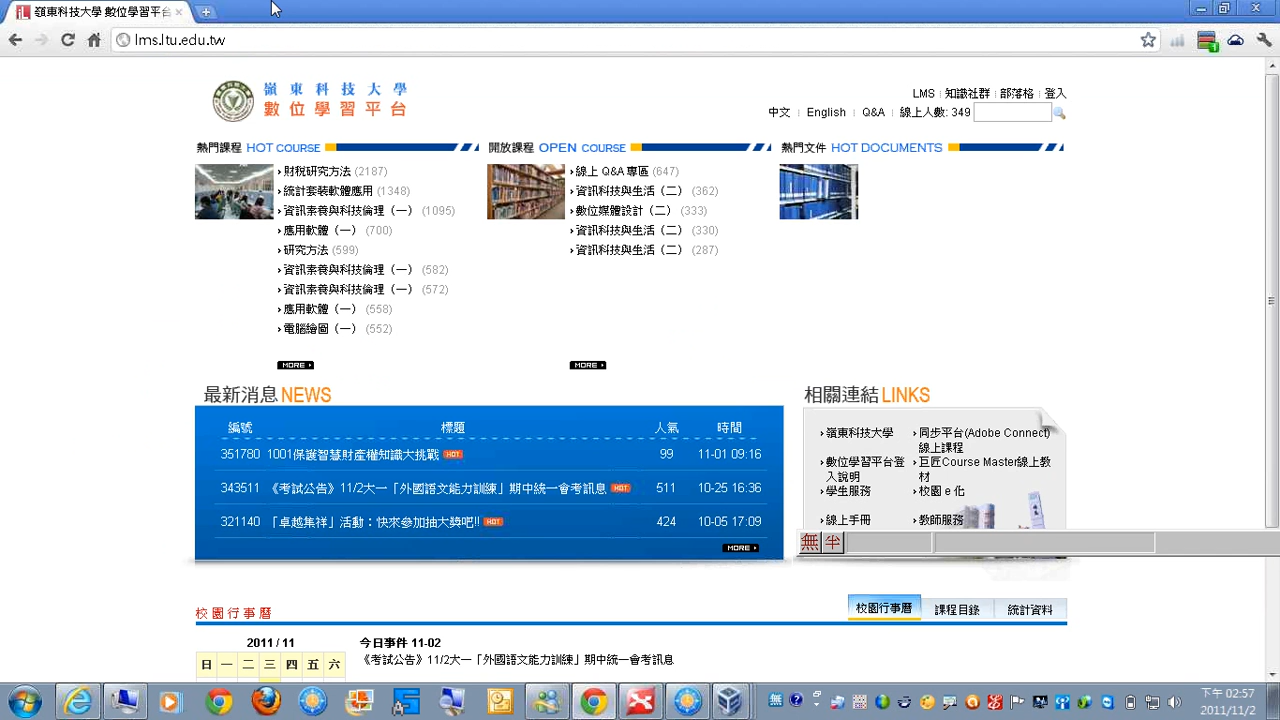 嶺東科技大學 數位學習平台
lms.ltu.edu.tw
嶺東科技大學
數位學習平台
LMS 知識社群 部落格 登入
中文 English Q&A 線上人數: 349
熱門課程 HOT COURSE
財稅研究方法 (2187)
統計套裝軟體應用 (1348)
資訊素養與科技倫理（一） (1095)
應用軟體（一） (700)
研究方法 (599)
資訊素養與科技倫理（一） (582)
資訊素養與科技倫理（一） (572)
應用軟體（一） (558)
電腦繪圖（一） (552)
MORE
開放課程 OPEN COURSE
線上 Q&A 專區 (647)
資訊科技與生活（二） (362)
數位媒體設計（二） (333)
資訊科技與生活（二） (330)
資訊科技與生活（二） (287)
MORE
熱門文件 HOT DOCUMENTS
最新消息 NEWS
編號 標題 人氣 時間
351780 1001保護智慧財產權知識大挑戰 HOT 99 11-01 09:16
343511 《考試公告》11/2大一「外國語文能力訓練」期中統一會考訊息 HOT 511 10-25 16:36
321140 「卓越集祥」活動：快來參加抽大獎吧!! HOT 424 10-05 17:09
MORE
相關連結 LINKS
嶺東科技大學
同步平台(Adobe Connect)
線上課程
數位學習平台登
入說明
巨匠Course Master線上教
材
學生服務
校園 e 化
線上手冊
教師服務
無 半
校園行事曆
校園行事曆 課程目錄 統計資料
2011 / 11
日 一 二 三 四 五 六
今日事件 11-02
《考試公告》11/2大一「外國語文能力訓練」期中統一會考訊息
無
下午 02:57
2011/11/2